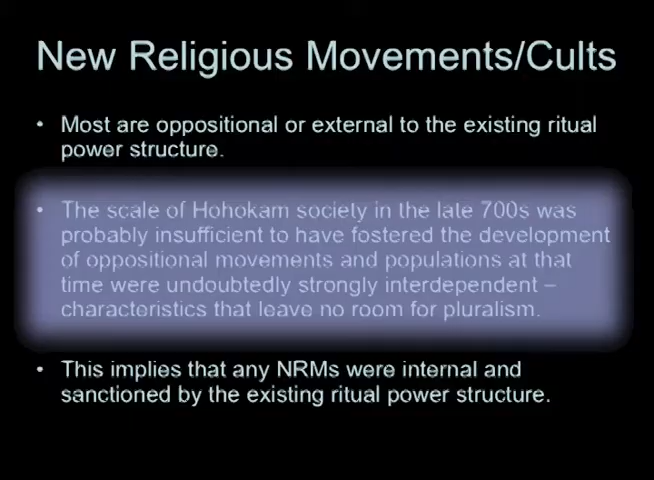 New Religious Movements/Cults
• Most are oppositional or external to the existing ritual
power structure.
• The scale of Hohokam society in the late 700s was
probably insufficient to have fostered the development
of oppositional movements and populations at that
time were undoubtedly strongly interdependent –
characteristics that leave no room for pluralism.
• This implies that any NRMs were internal and
sanctioned by the existing ritual power structure.